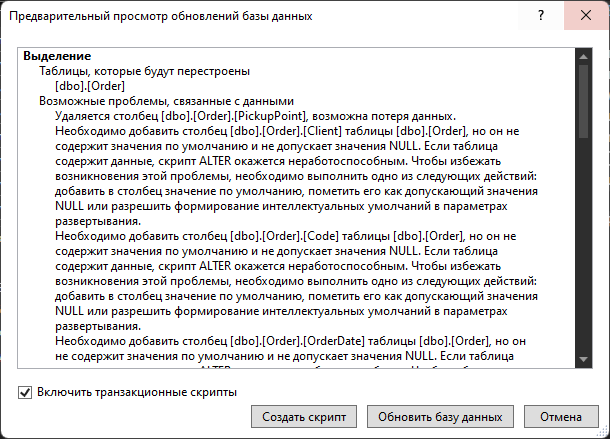 Предварительный просмотр обновлений базы данных
?
Выделение
Таблицы, которые будут перестроены
[dbo].[Order]
Возможные проблемы, связанные с данными
Удаляется столбец [dbo].[Order].[PickupPoint], возможна потеря данных.
Необходимо добавить столбец [dbo].[Order].[Client] таблицы [dbo].[Order], но он не
содержит значения по умолчанию и не допускает значения NULL. Если таблица
содержит данные, скрипт ALTER окажется неработоспособным. Чтобы избежать
возникновения этой проблемы, необходимо выполнить одно из следующих действий:
добавить в столбец значение по умолчанию, пометить его как допускающий значения
NULL или разрешить формирование интеллектуальных умолчаний в параметрах
развертывания.
Необходимо добавить столбец [dbo].[Order].[Code] таблицы [dbo].[Order], но он не
содержит значения по умолчанию и не допускает значения NULL. Если таблица
содержит данные, скрипт ALTER окажется неработоспособным. Чтобы избежать
возникновения этой проблемы, необходимо выполнить одно из следующих действий:
добавить в столбец значение по умолчанию, пометить его как допускающий значения
NULL или разрешить формирование интеллектуальных умолчаний в параметрах
развертывания.
Необходимо добавить столбец [dbo].[Order].[OrderDate] таблицы [dbo].[Order], но он
не содержит значения по умолчанию и не допускает значения NULL. Если таблица
Включить транзакционные скрипты
Создать скрипт
Обновить базу данных
Отмена